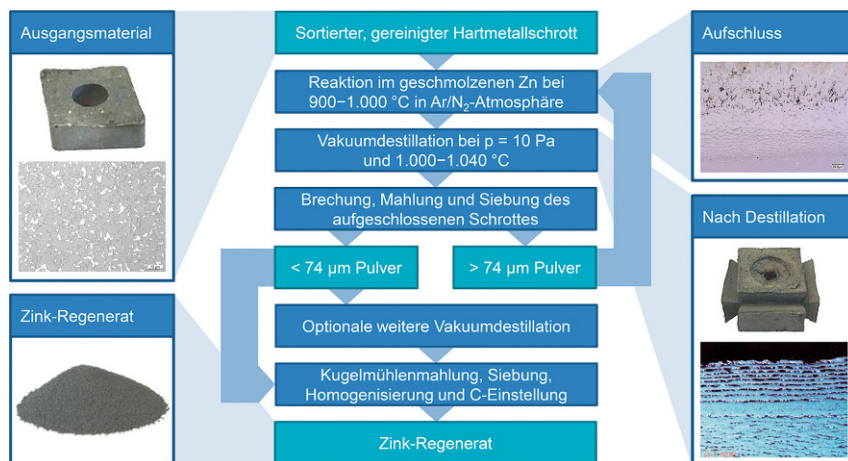 Ausgangsmaterial
Sortierter, gereinigter Hartmetallschrott
Reaktion im geschmolzenen Zn bei
900–1.000 °C in Ar/N₂-Atmosphäre
Vakuumdestillation bei p = 10 Pa
und 1.000–1.040 °C
Brechung, Mahlung und Siebung des
aufgeschlossenen Schrottes
< 74 µm Pulver
> 74 µm Pulver
Optionale weitere Vakuumdestillation
Kugelmühlenmahlung, Siebung,
Homogenisierung und C-Einstellung
Zink-Regenerat
Zink-Regenerat
Aufschluss
Nach Destillation